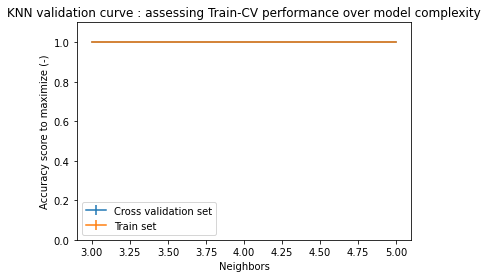 KNN validation curve : assessing Train-CV performance over model complexity
Accuracy score to maximize (-)
1.0
0.8
0.6
0.4
0.2
0.0
Cross validation set
Train set
3.00 3.25 3.50 3.75 4.00 4.25 4.50 4.75 5.00
Neighbors